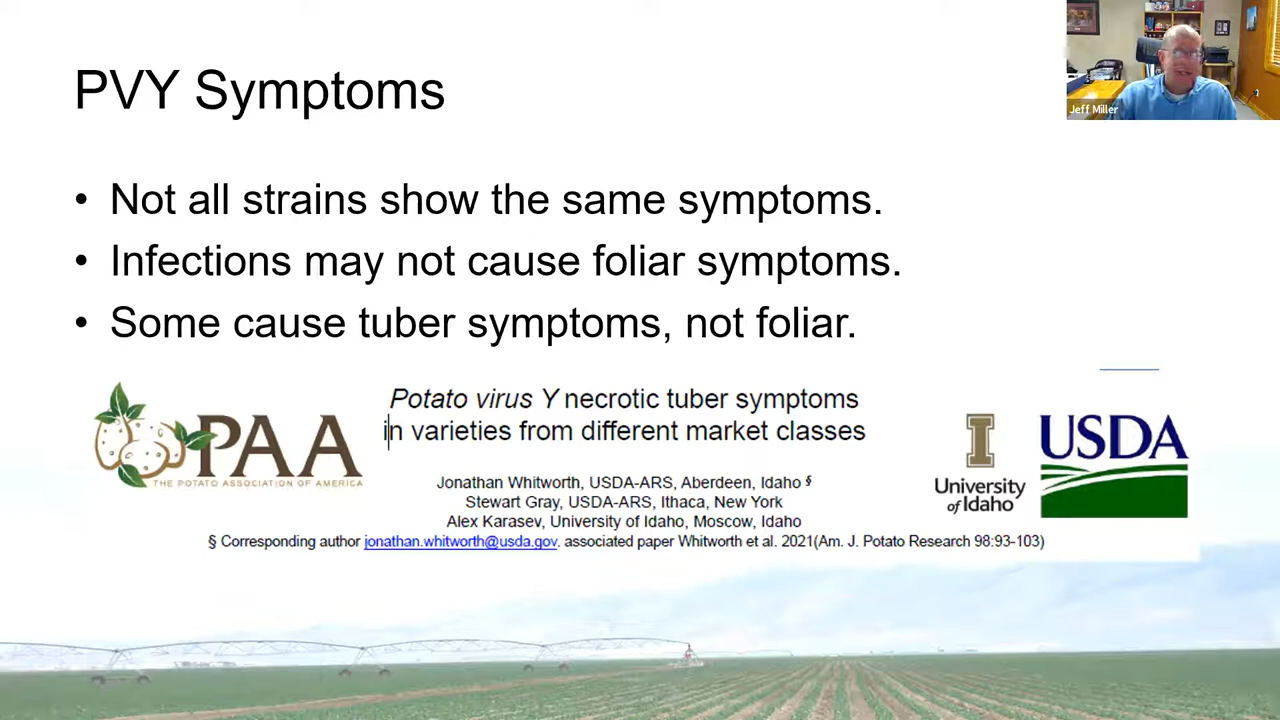 PVY Symptoms
Jeff Miller
• Not all strains show the same symptoms.
• Infections may not cause foliar symptoms.
• Some cause tuber symptoms, not foliar.
PAA
THE POTATO ASSOCIATION OF AMERICA
Potato virus Y necrotic tuber symptoms
in varieties from different market classes
Jonathan Whitworth, USDA-ARS, Aberdeen, Idaho §
Stewart Gray, USDA-ARS, Ithaca, New York
Alex Karasev, University of Idaho, Moscow, Idaho
§ Corresponding author jonathan.whitworth@usda.gov. associated paper Whitworth et al. 2021(Am. J. Potato Research 98:93-103)
I
University
of Idaho
USDA